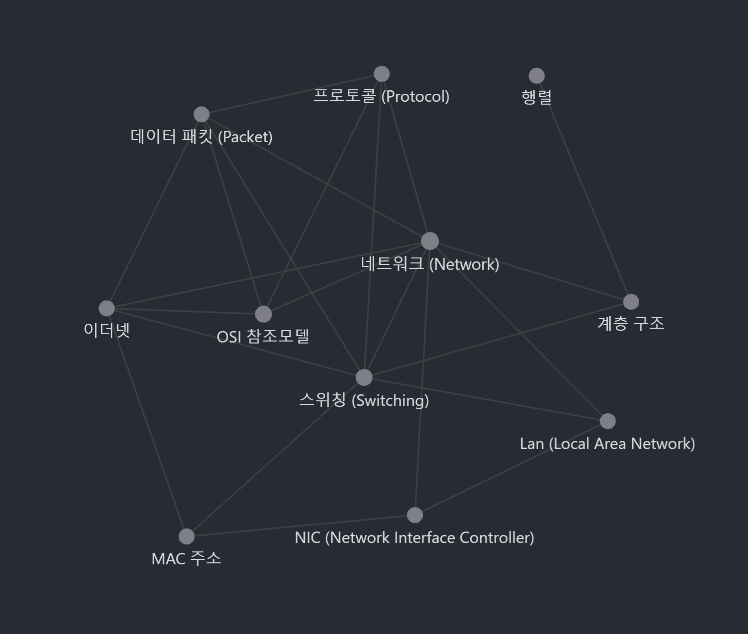 프로토콜 (Protocol)
행렬
데이터 패킷 (Packet)
네트워크 (Network)
이더넷
OSI 참조모델
계층 구조
스위칭 (Switching)
Lan (Local Area Network)
NIC (Network Interface Controller)
MAC 주소